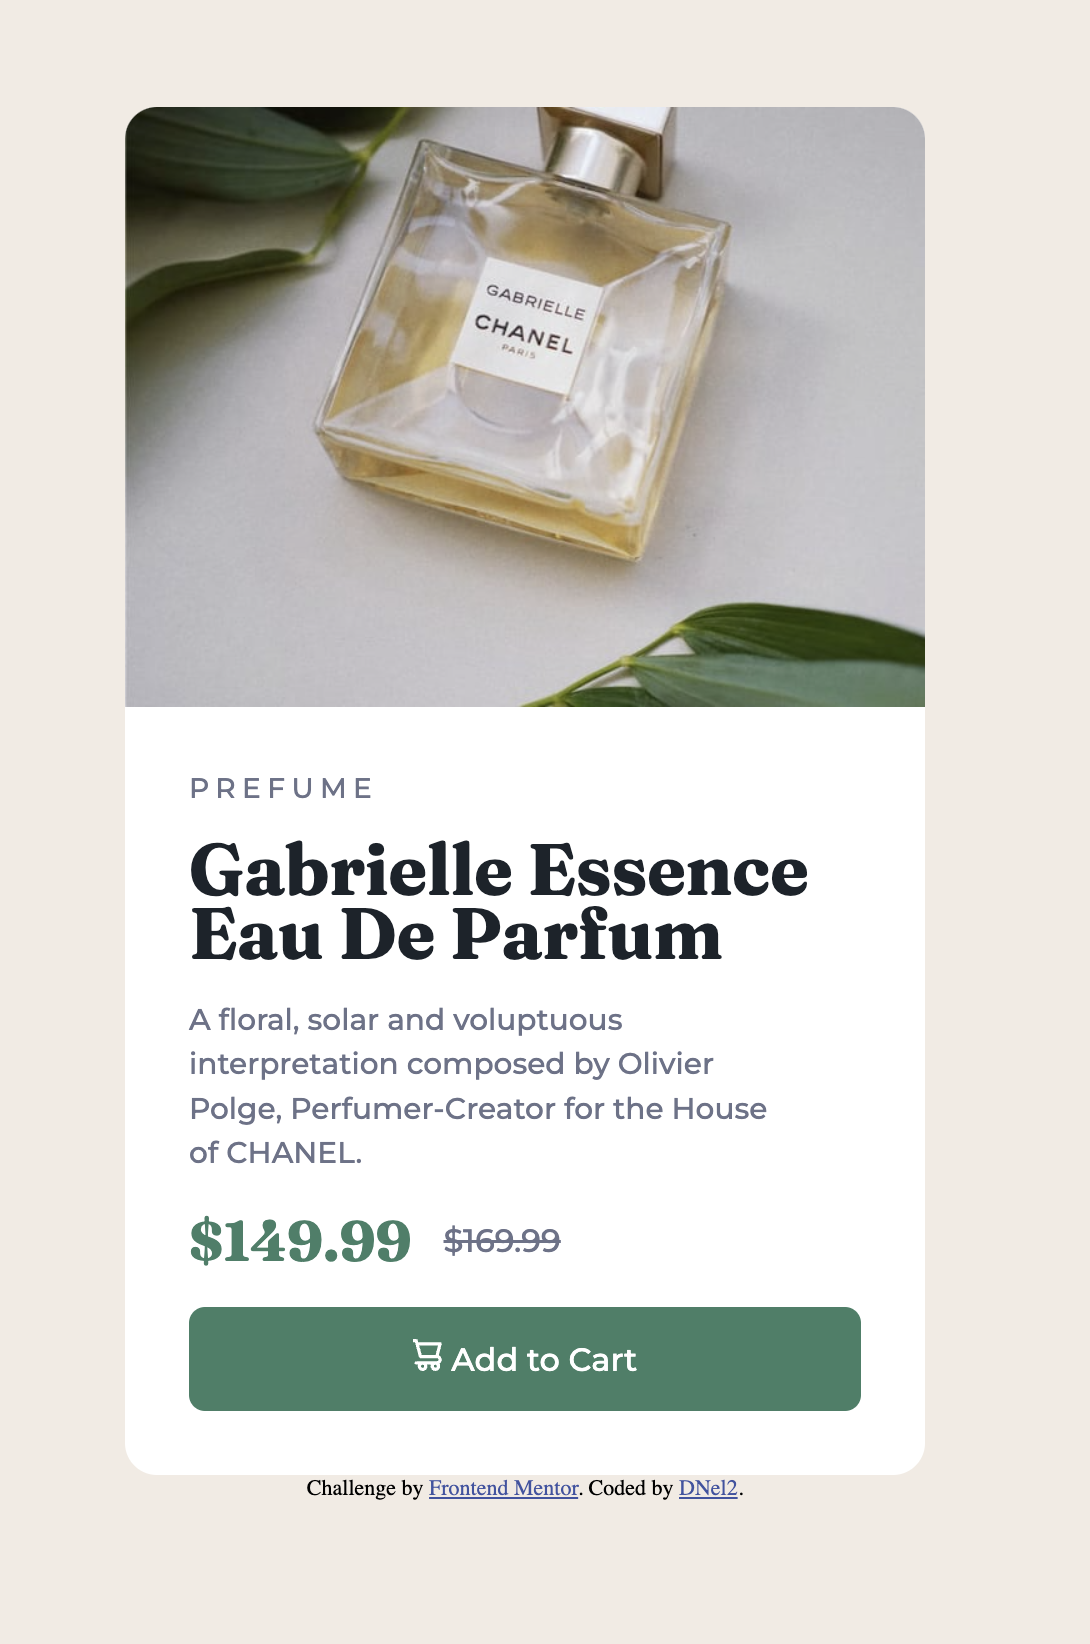 GABRIELLE
CHANEL
PARIS
PREFUME
Gabrielle Essence
Eau De Parfum
A floral, solar and voluptuous
interpretation composed by Olivier
Polge, Perfumer-Creator for the House
of CHANEL.
$149.99 $169.99
Add to Cart
Challenge by Frontend Mentor. Coded by DNel2.